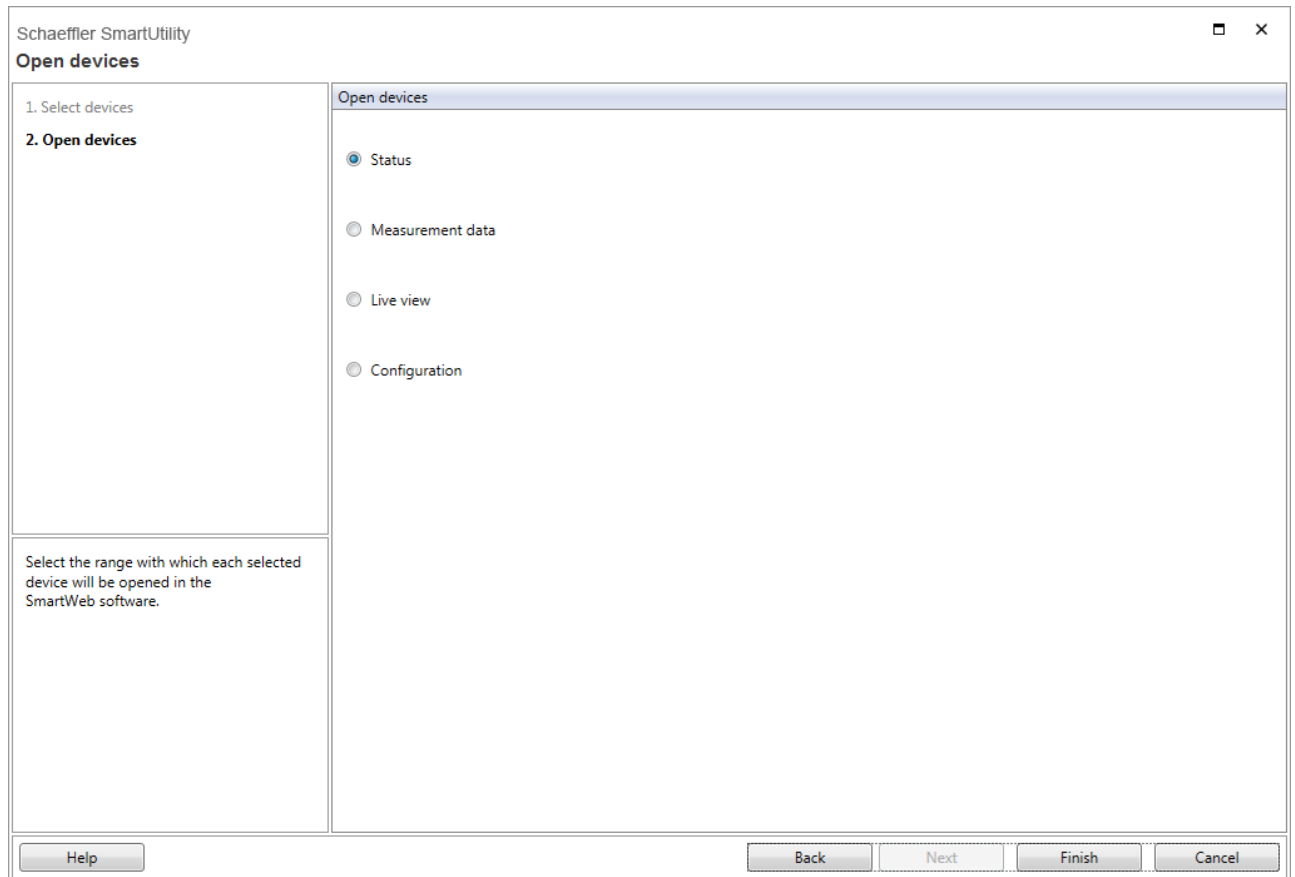 Schaeffler SmartUtility
Open devices
1. Select devices
2. Open devices
Open devices
Status
Measurement data
Live view
Configuration
Select the range with which each selected
device will be opened in the
SmartWeb software.
Help
Back
Next
Finish
Cancel